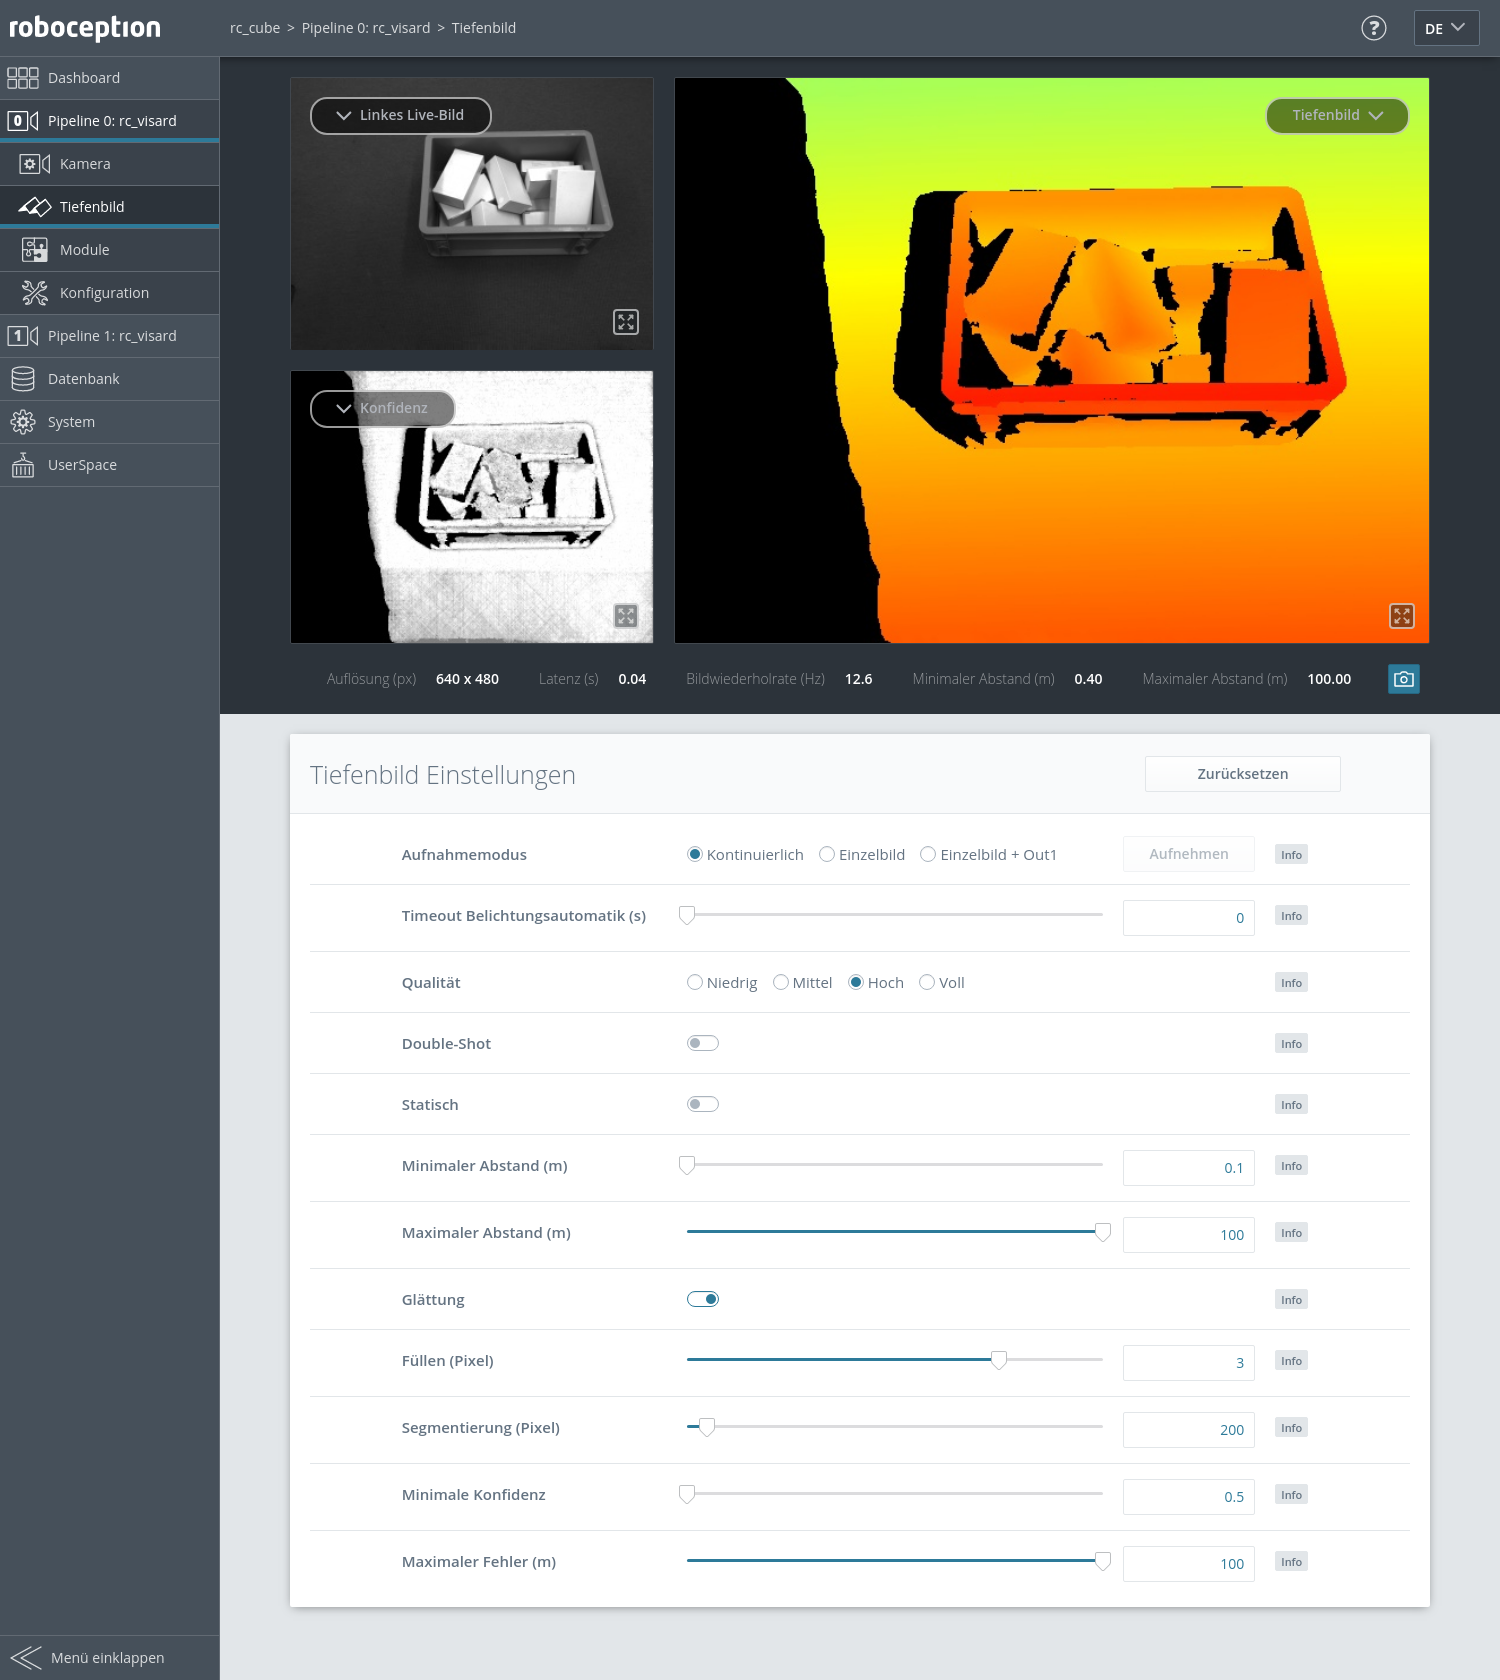 roboception
rc_cube > Pipeline 0: rc_visard > Tiefenbild
?
DE
Dashboard
0 Pipeline 0: rc_visard
Kamera
Tiefenbild
Module
Konfiguration
1 Pipeline 1: rc_visard
Datenbank
System
UserSpace
Menü einklappen
Linkes Live-Bild
Tiefenbild
Konfidenz
Auflösung (px) 640 x 480 Latenz (s) 0.04 Bildwiederholrate (Hz) 12.6 Minimaler Abstand (m) 0.40 Maximaler Abstand (m) 100.00
Tiefenbild Einstellungen Zurücksetzen
Aufnahmemodus Kontinuierlich Einzelbild Einzelbild + Out1 Aufnehmen Info
Timeout Belichtungsautomatik (s) 0 Info
Qualität Niedrig Mittel Hoch Voll Info
Double-Shot Info
Statisch Info
Minimaler Abstand (m) 0.1 Info
Maximaler Abstand (m) 100 Info
Glättung Info
Füllen (Pixel) 3 Info
Segmentierung (Pixel) 200 Info
Minimale Konfidenz 0.5 Info
Maximaler Fehler (m) 100 Info